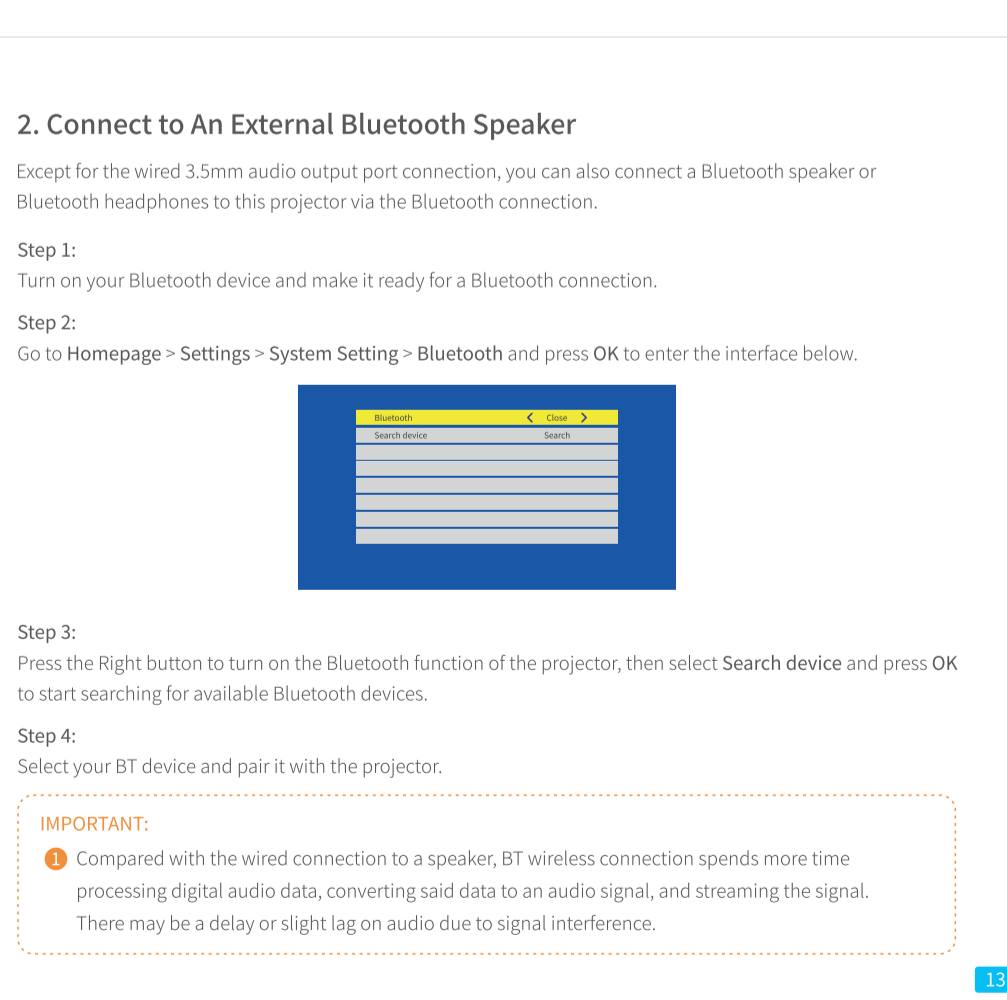 2. Connect to An External Bluetooth Speaker
Except for the wired 3.5mm audio output port connection, you can also connect a Bluetooth speaker or
Bluetooth headphones to this projector via the Bluetooth connection.
Step 1:
Turn on your Bluetooth device and make it ready for a Bluetooth connection.
Step 2:
Go to Homepage > Settings > System Setting > Bluetooth and press OK to enter the interface below.
Bluetooth < Close >
Search device Search
Step 3:
Press the Right button to turn on the Bluetooth function of the projector, then select Search device and press OK
to start searching for available Bluetooth devices.
Step 4:
Select your BT device and pair it with the projector.
IMPORTANT:
1 Compared with the wired connection to a speaker, BT wireless connection spends more time
processing digital audio data, converting said data to an audio signal, and streaming the signal.
There may be a delay or slight lag on audio due to signal interference.
13